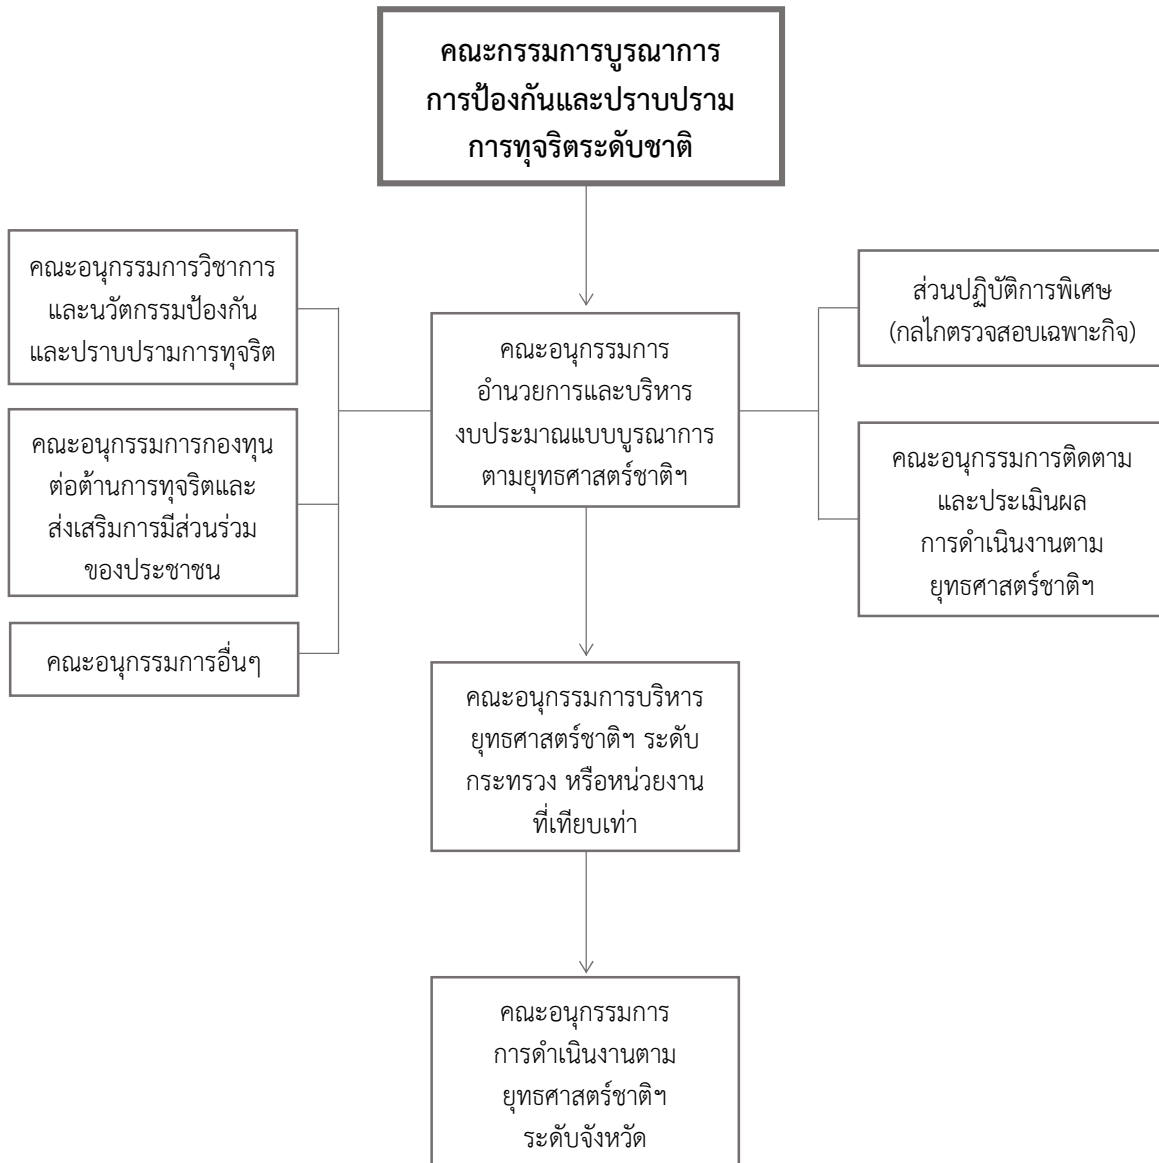 คณะกรรมการบูรณาการ
การป้องกันและปราบปราม
การทุจริตระดับชาติ
คณะอนุกรรมการวิชาการ
และนวัตกรรมป้องกัน
และปราบปรามการทุจริต
คณะอนุกรรมการกองทุน
ต่อต้านการทุจริตและ
ส่งเสริมการมีส่วนร่วม
ของประชาชน
คณะอนุกรรมการอื่นๆ
คณะอนุกรรมการ
อำนวยการและบริหาร
งบประมาณแบบบูรณาการ
ตามยุทธศาสตร์ชาติฯ
ส่วนปฏิบัติการพิเศษ
(กลไกตรวจสอบเฉพาะกิจ)
คณะอนุกรรมการติดตาม
และประเมินผล
การดำเนินงานตาม
ยุทธศาสตร์ชาติฯ
คณะอนุกรรมการบริหาร
ยุทธศาสตร์ชาติฯ ระดับ
กระทรวง หรือหน่วยงาน
ที่เทียบเท่า
คณะอนุกรรมการ
การดำเนินงานตาม
ยุทธศาสตร์ชาติฯ
ระดับจังหวัด